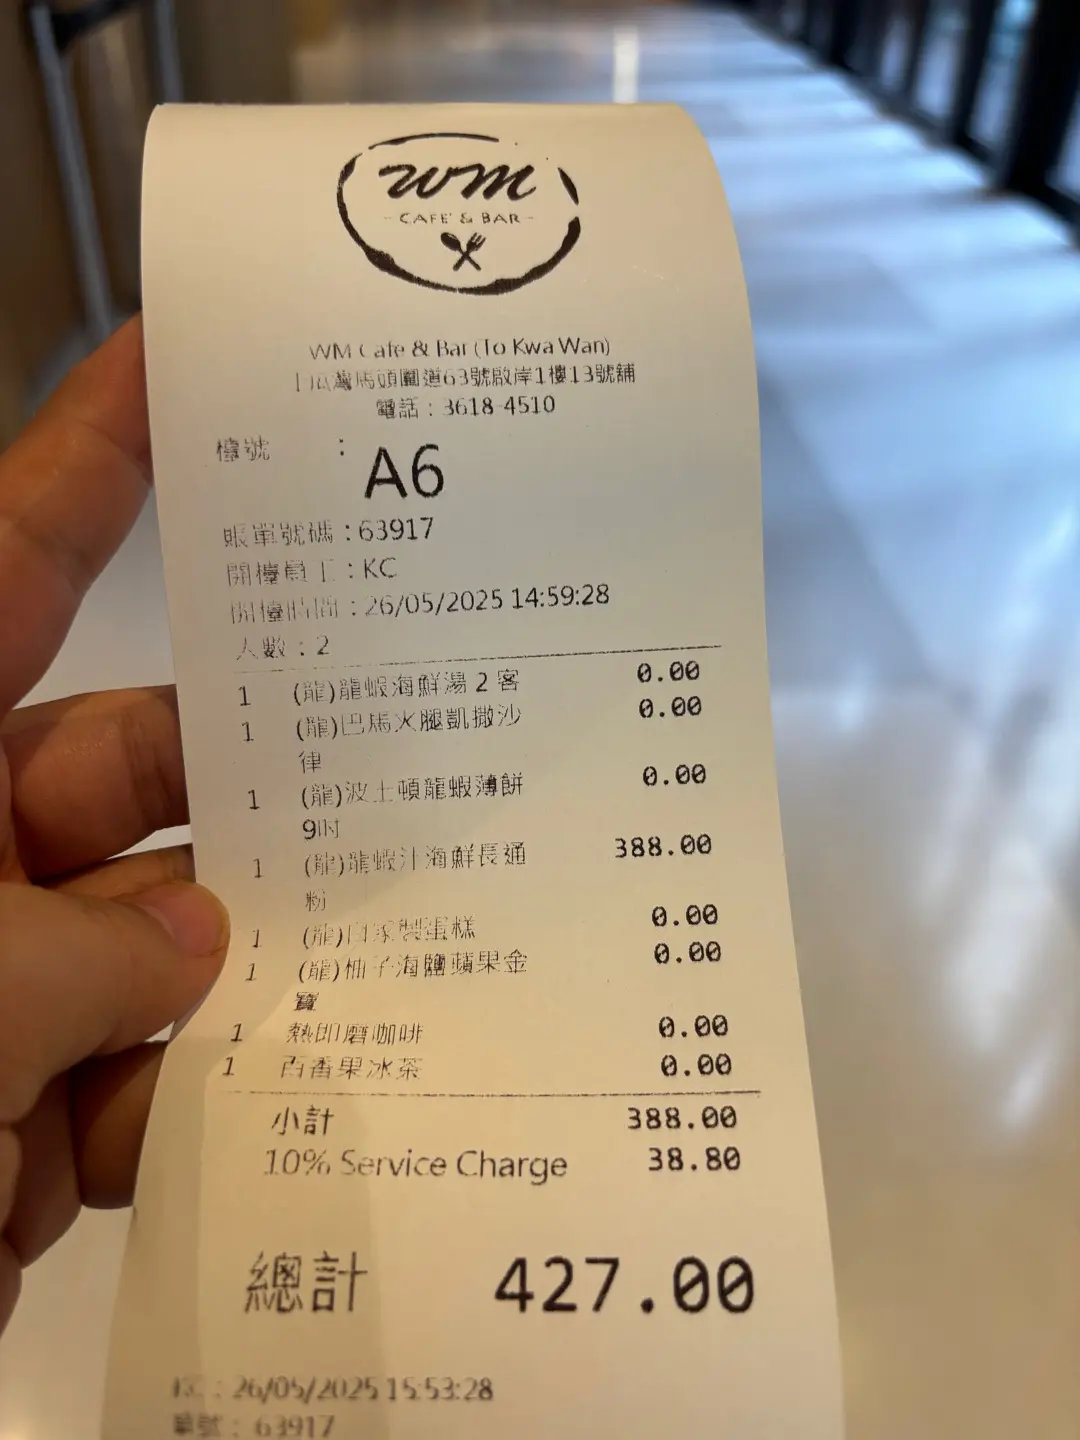 wm
- CAFE' & BAR -
WM Cafe & Bar (To Kwa Wan)
土瓜灣馬頭圍道63號啟岸1樓13號舖
電話：3618-4510
檯號 :
A6
賬單號碼：63917
開檯員工：KC
開檯時間：26/05/2025 14:59:28
人數：2
1 (龍)龍蝦海鮮湯 2 客 0.00
1 (龍)巴馬火腿凱撒沙 0.00
律
1 (龍)波士頓龍蝦薄餅 0.00
9吋
1 (龍)龍蝦汁海鮮長通 388.00
粉
1 (龍)自家製蛋糕 0.00
1 (龍)柚子海鹽蘋果金 0.00
寶
1 熱即磨咖啡 0.00
1 百香果冰茶 0.00
小計 388.00
10% Service Charge 38.80
總計 427.00
KC：26/05/2025 15:53:28
單號：63917